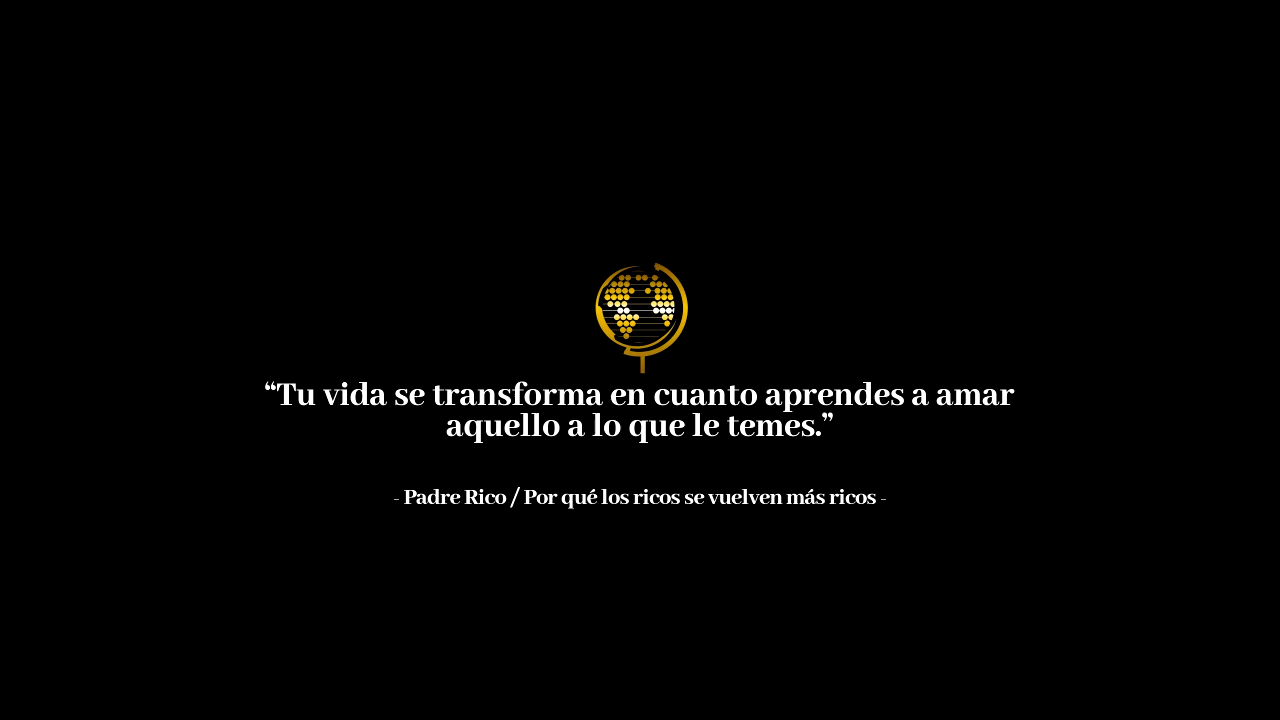 “Tu vida se transforma en cuanto aprendes a amar
aquello a lo que le temes.”
- Padre Rico / Por qué los ricos se vuelven más ricos -